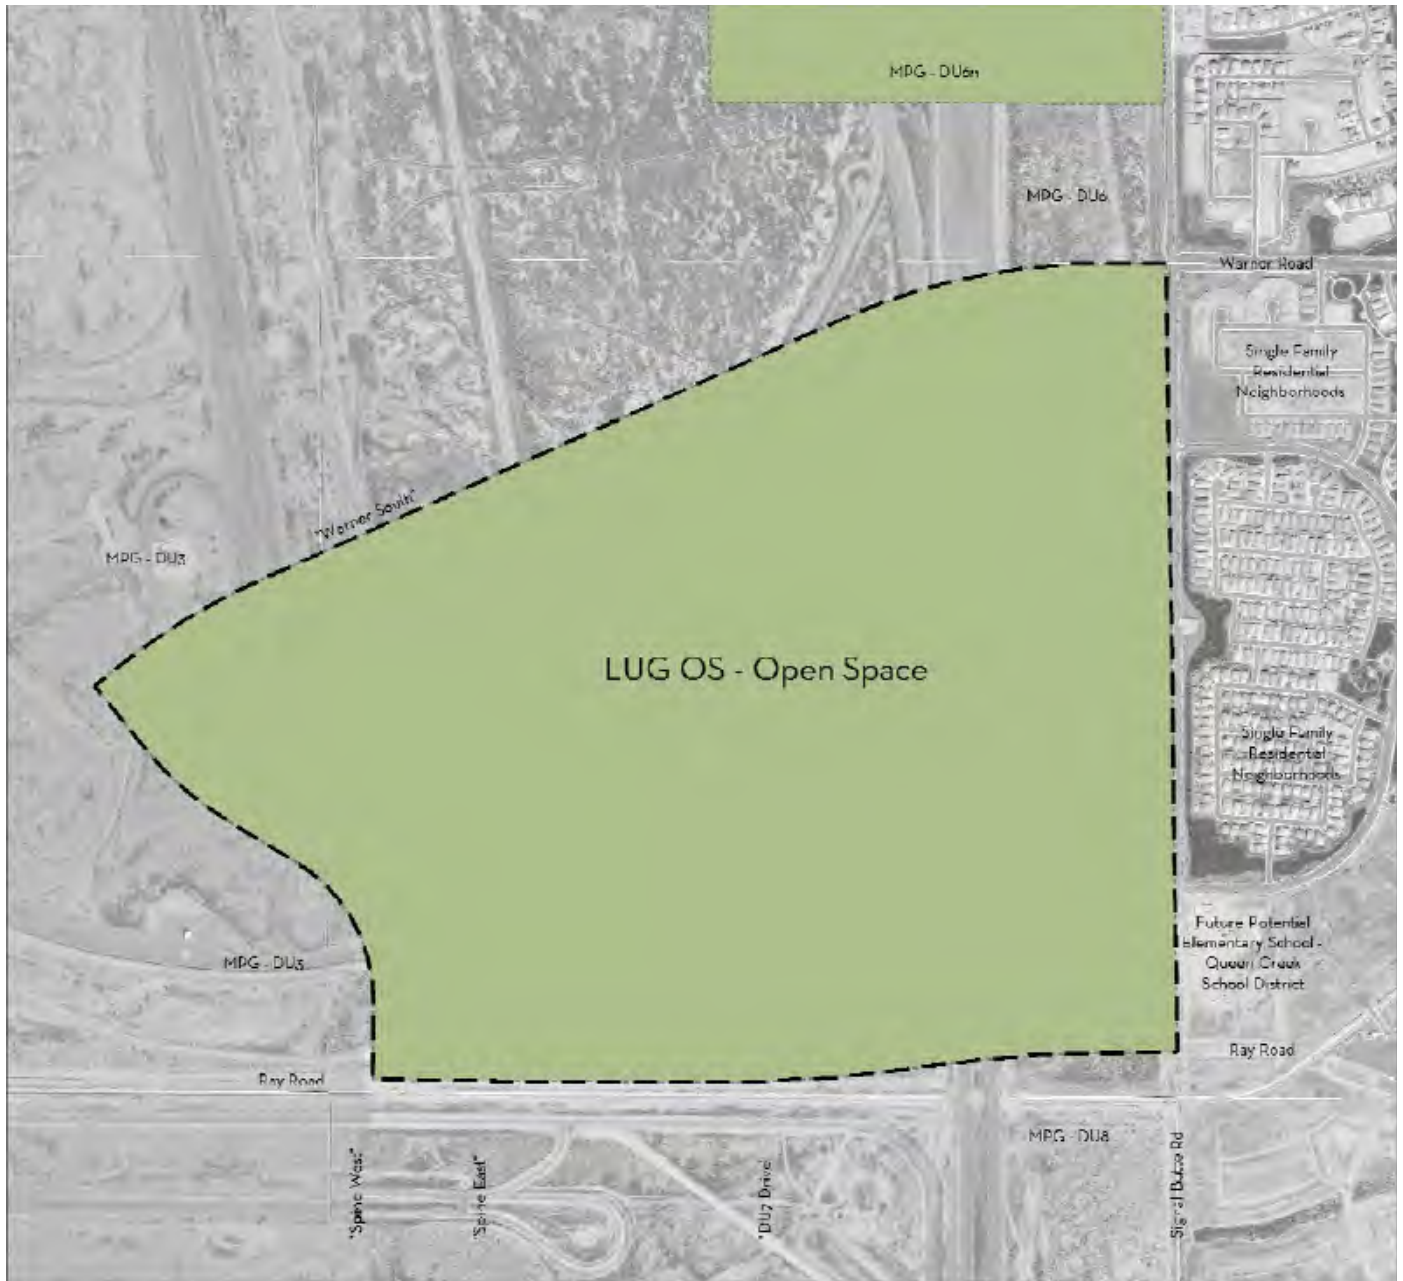 MPG - DU6n
MPG - DU6
Warner Road
Single Family
Residential
Neighborhoods
"Warner South"
MPG - DU3
LUG OS - Open Space
Single Family
Residential
Neighborhoods
Future Potential
Elementary School -
Queen Creek
School District
MPG - DU3
Ray Road
Ray Road
MPG - DU8
"Spine West"
"Spine East"
"DU7 Drive"
Signal Butte Rd